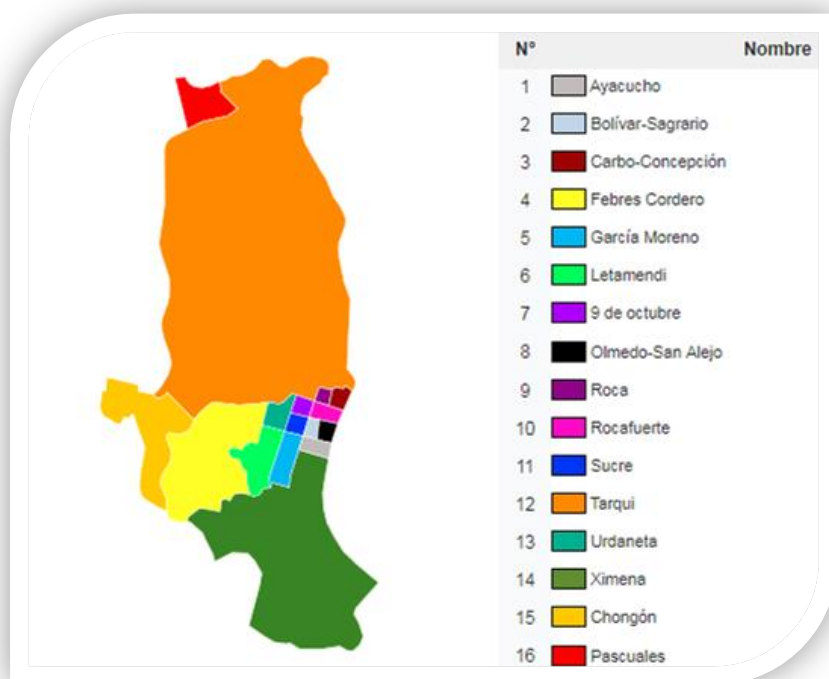 N° Nombre
1 Ayacucho
2 Bolívar-Sagrario
3 Carbo-Concepción
4 Febres Cordero
5 García Moreno
6 Letamendi
7 9 de octubre
8 Olmedo-San Alejo
9 Roca
10 Rocafuerte
11 Sucre
12 Tarqui
13 Urdaneta
14 Ximena
15 Chongón
16 Pascuales